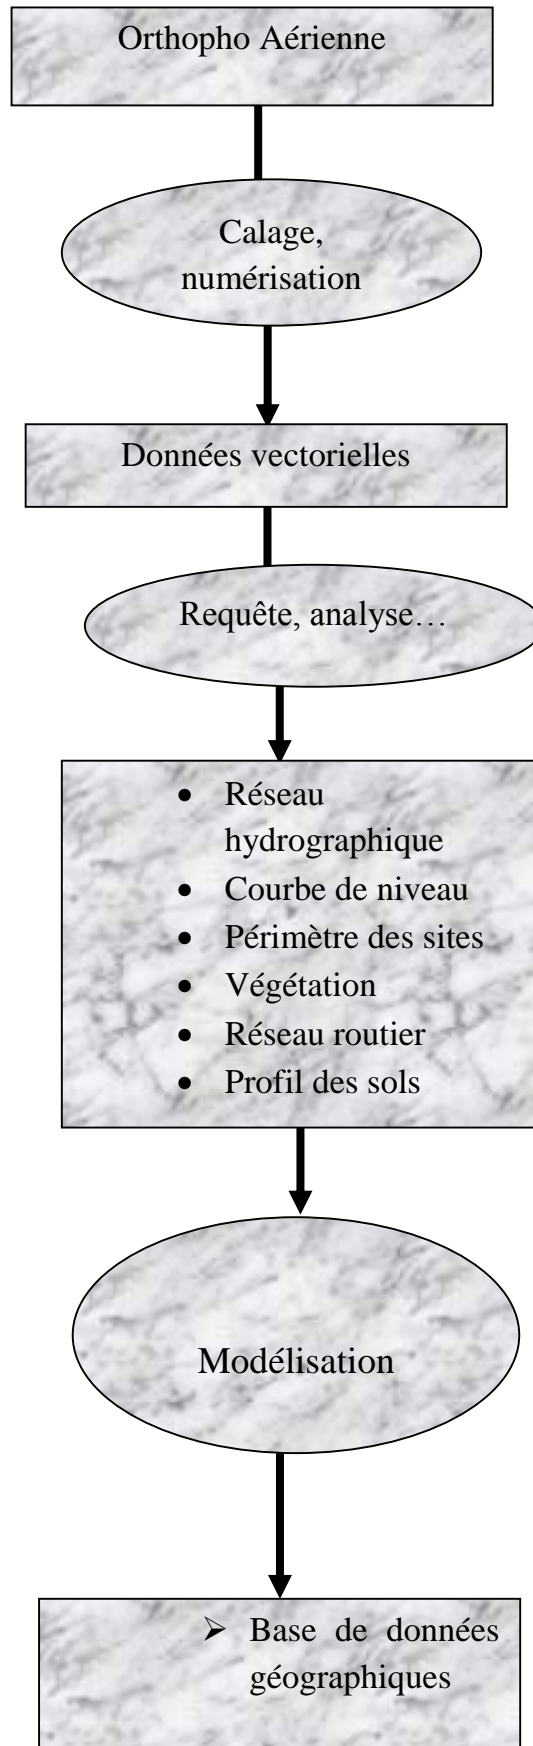 Orthopho Aérienne
Calage,
numérisation
Données vectorielles
Requête, analyse…
• Réseau
hydrographique
• Courbe de niveau
• Périmètre des sites
• Végétation
• Réseau routier
• Profil des sols
Modélisation
➢ Base de données
géographiques